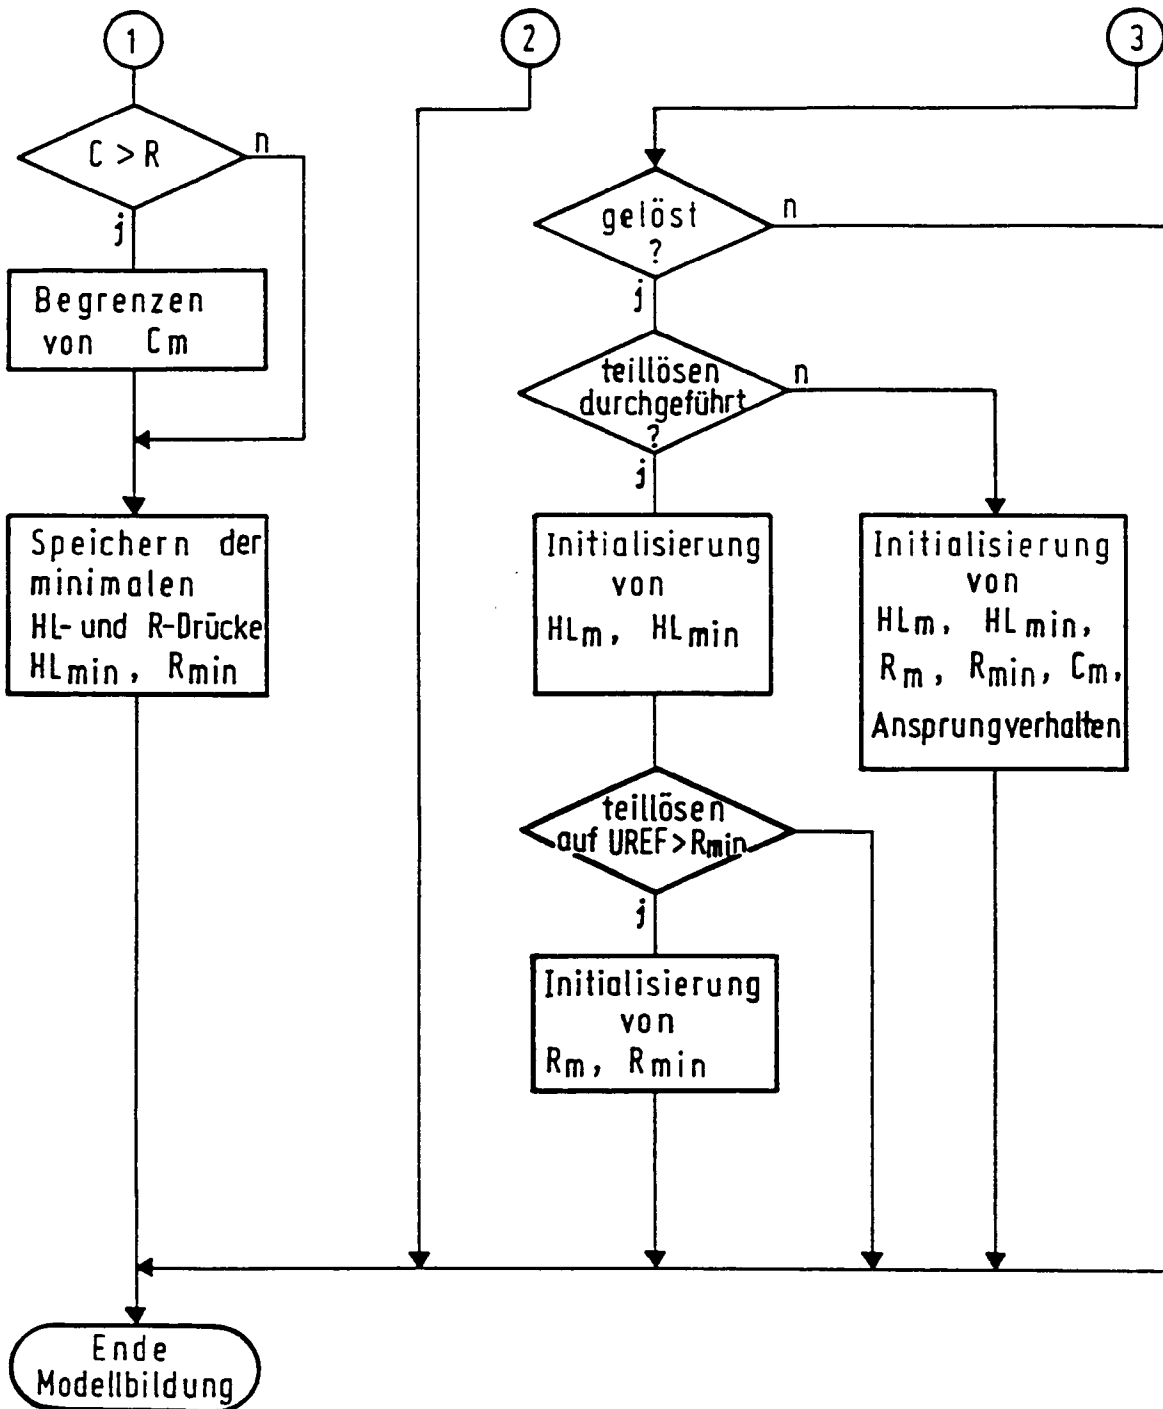 1
2
3
C > R
n
j
Begrenzen
von Cm
Speichern der
minimalen
HL- und R-Drücke
HLmin, Rmin
gelöst
?
n
j
teillösen
durchgeführt
?
n
j
Initialisierung
von
HLm, HLmin
Initialisierung
von
HLm, HLmin,
Rm, Rmin, Cm,
Ansprungverhalten
teillösen
auf UREF > Rmin
j
Initialisierung
von
Rm, Rmin
Ende
Modellbildung